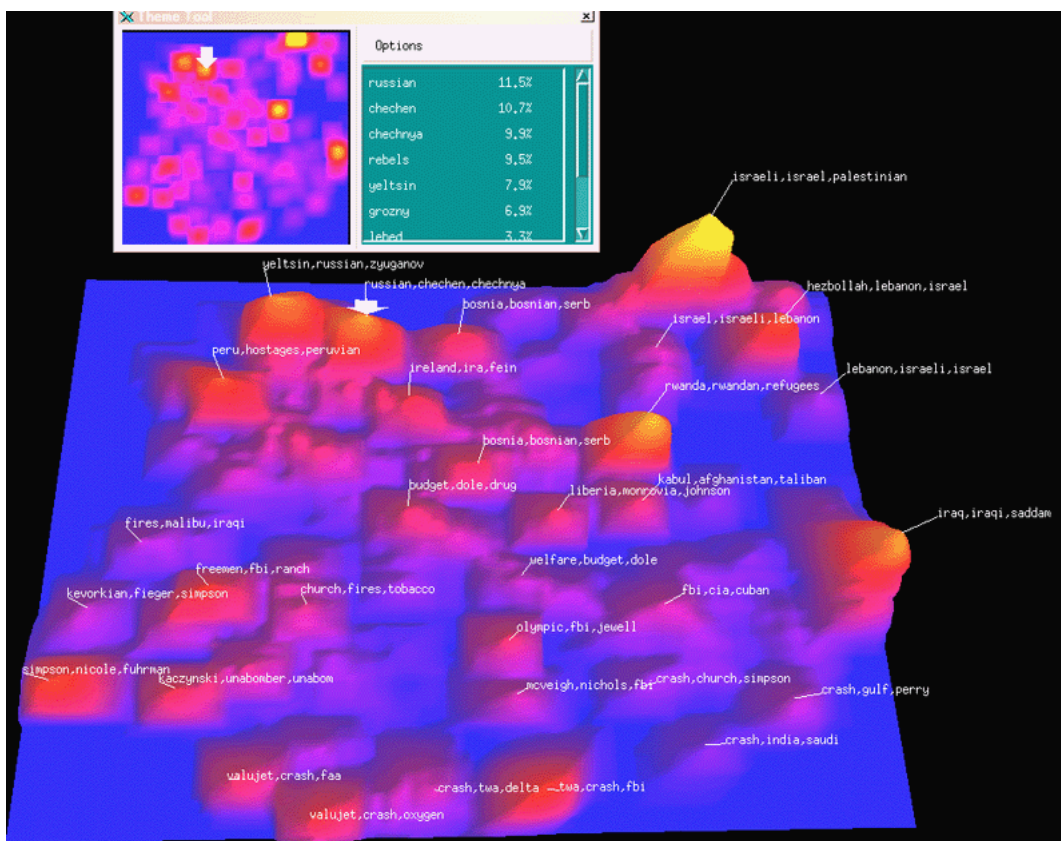 Theme Tool
Options
russian 11.5%
chechen 10.7%
chechnya 9.9%
rebels 9.5%
yeltsin 7.9%
grozny 6.9%
lebed 3.3%
israeli,israel,palestinian
yeltsin,russian,zyuganov
russian,chechen,chechnya
hezbollah,lebanon,israel
bosnia,bosnian,serb
israel,israeli,lebanon
peru,hostages,peruvian
ireland,ira,fein
lebanon,israeli,israel
rwanda,rwandan,refugees
bosnia,bosnian,serb
kabul,afghanistan,taliban
budget,dole,drug
liberia,monrovia,johnson
iraq,iraqi,saddam
fires,malibu,iraqi
welfare,budget,dole
freemen,fbi,ranch
church,fires,tobacco
fbi,cia,cuban
kevorkian,fieger,simpson
olympic,fbi,jewell
simpson,nicole,fuhrman
kaczynski,unabomber,unabom
crash,church,simpson
mcveigh,nichols,fbi
crash,gulf,perry
crash,india,saudi
valujet,crash,faa
crash,twa,delta
twa,crash,fbi
valujet,crash,oxygen